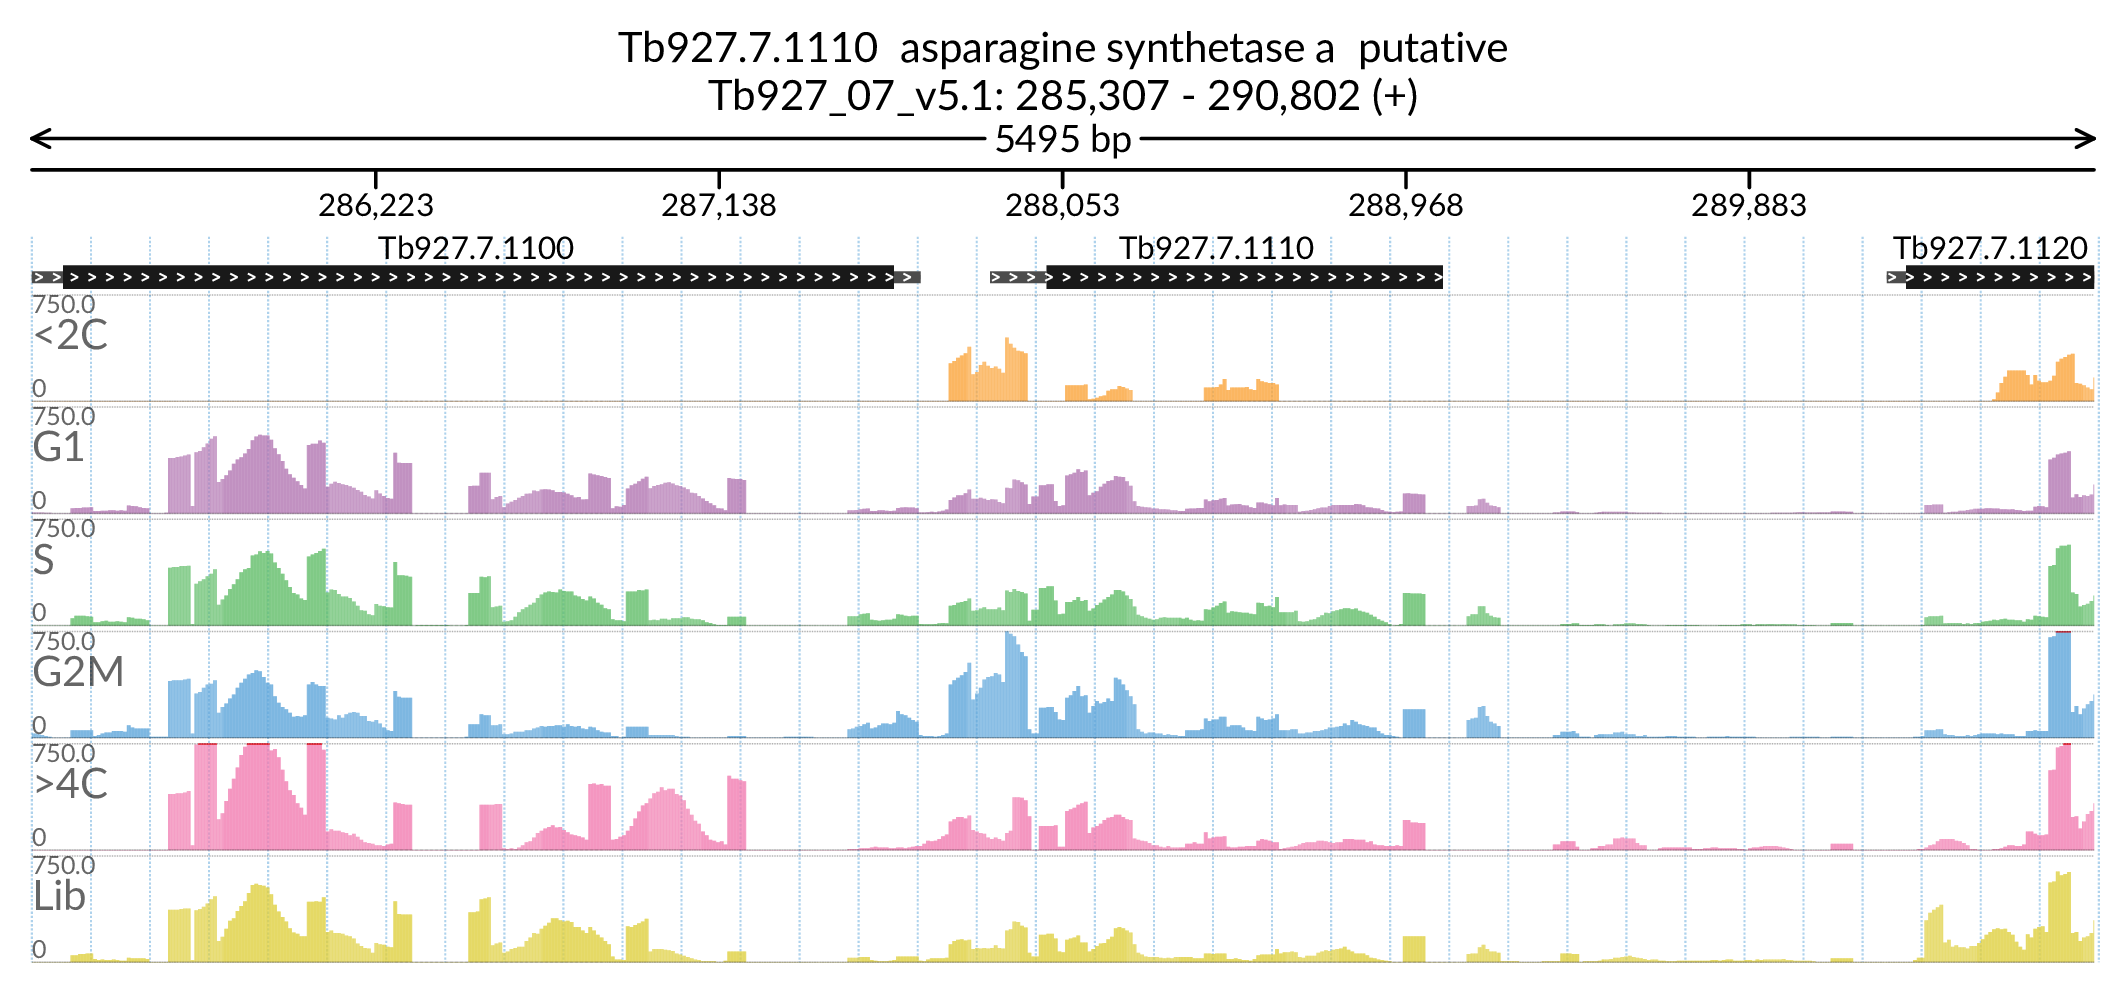 Tb927.7.1110  asparagine synthetase a  putative
Tb927_07_v5.1: 285,307 - 290,802 (+)
5495 bp
286,223 287,138 288,053 288,968 289,883
Tb927.7.1100 Tb927.7.1110 Tb927.7.1120
750.0
<2C
0
750.0
G1
0
750.0
S
0
750.0
G2M
0
750.0
>4C
0
750.0
Lib
0